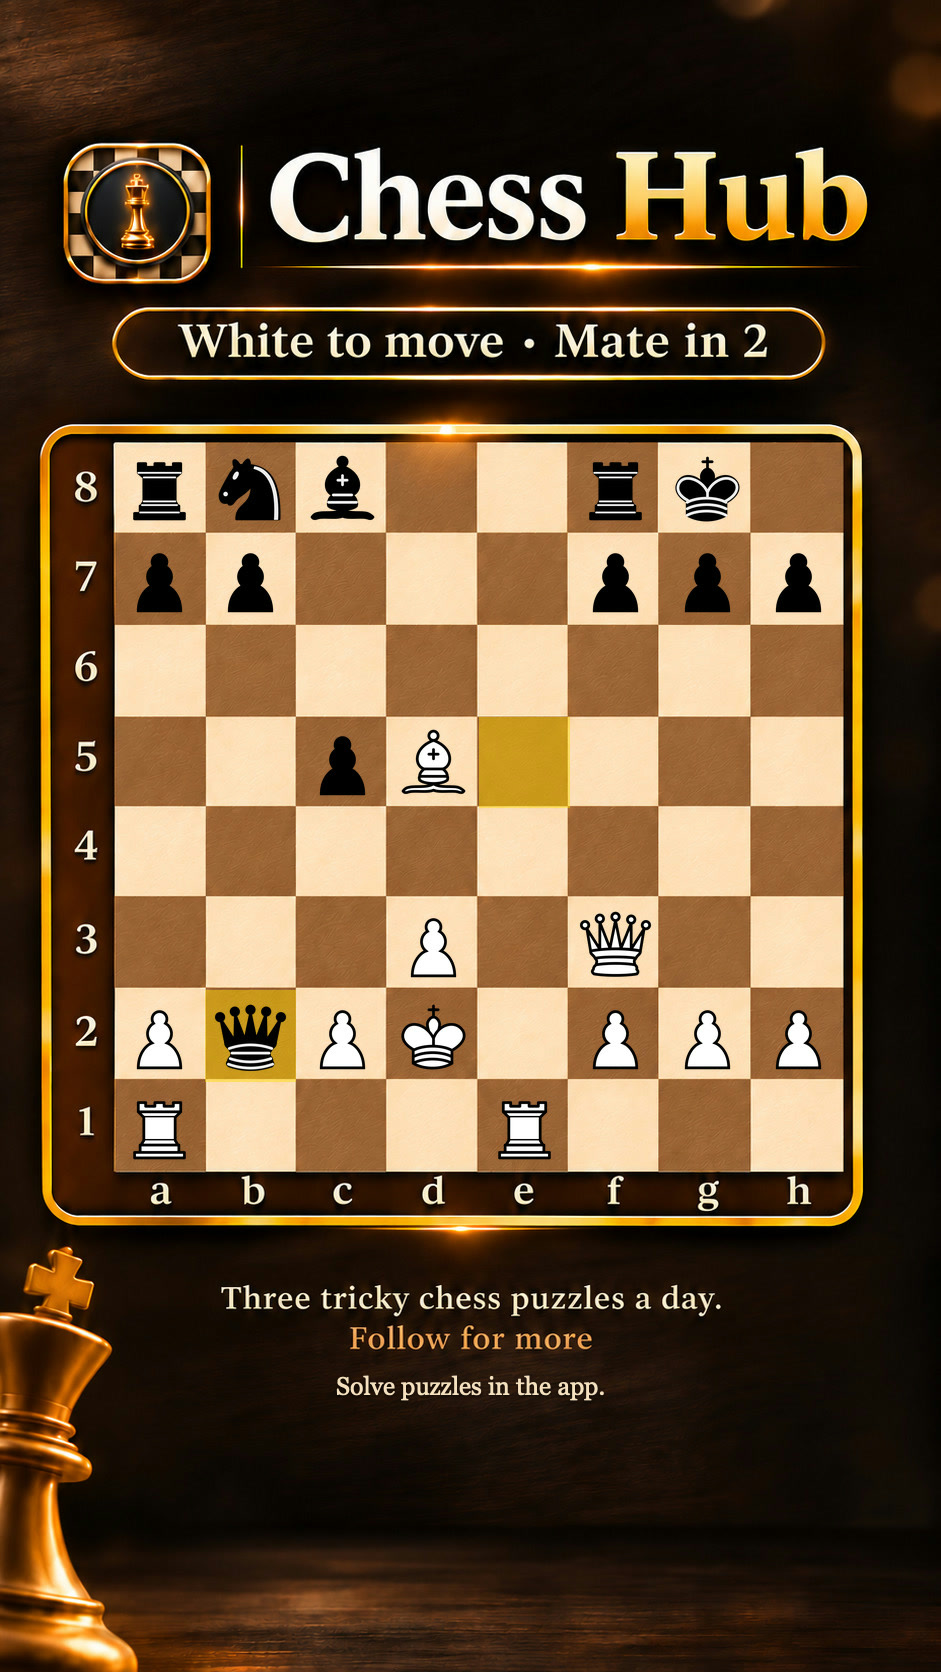 Chess Hub
White to move • Mate in 2
8
7
6
5
4
3
2
1
a b c d e f g h
Three tricky chess puzzles a day.
Follow for more
Solve puzzles in the app.